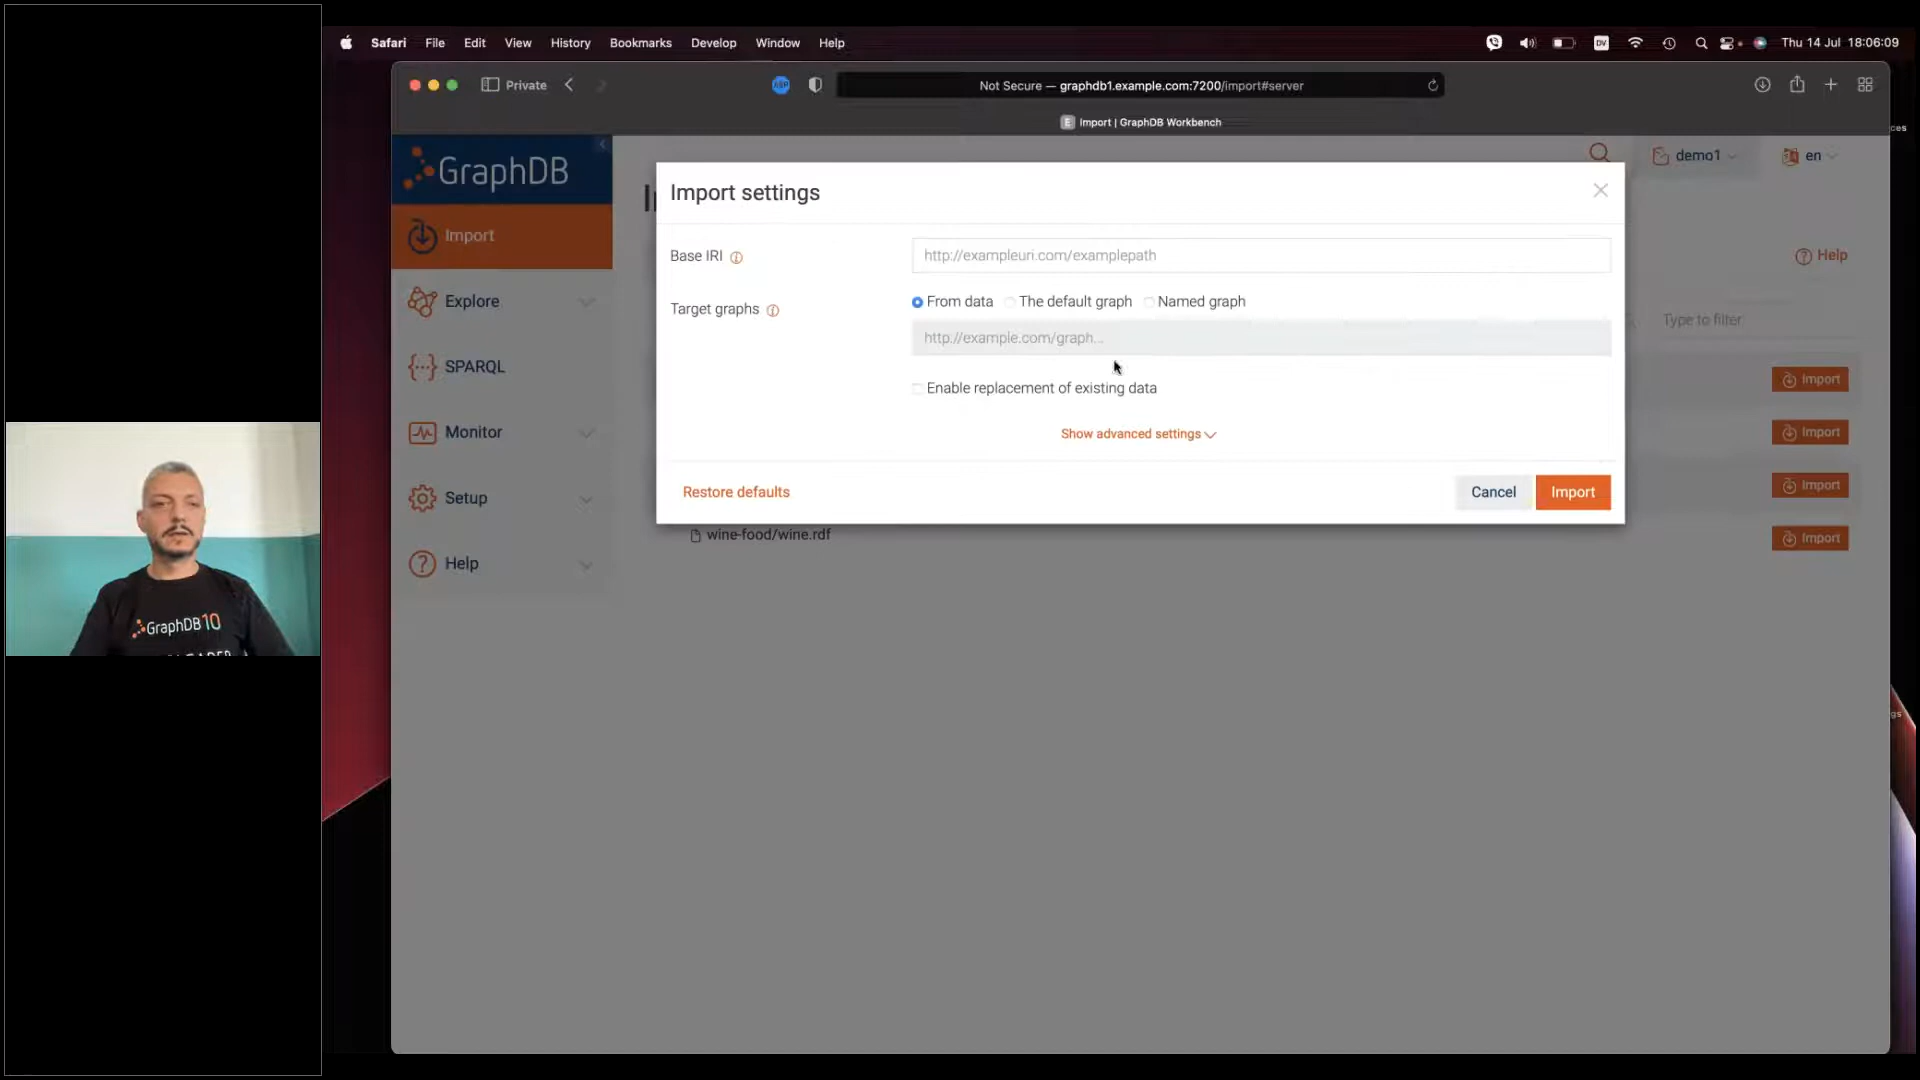 Safari File Edit View History Bookmarks Develop Window Help
DV
Thu 14 Jul 18:06:09
Private
ABP
Not Secure — graphdb1.example.com:7200/import#server
E Import | GraphDB Workbench
GraphDB
demo1
en
Import
Explore
SPARQL
Monitor
Setup
Help
Import settings
Base IRI
http://exampleuri.com/examplepath
Target graphs
From data The default graph Named graph
http://example.com/graph...
Enable replacement of existing data
Show advanced settings
Restore defaults
Cancel
Import
Help
Type to filter
Import
Import
Import
wine-food/wine.rdf
Import
GraphDB 10